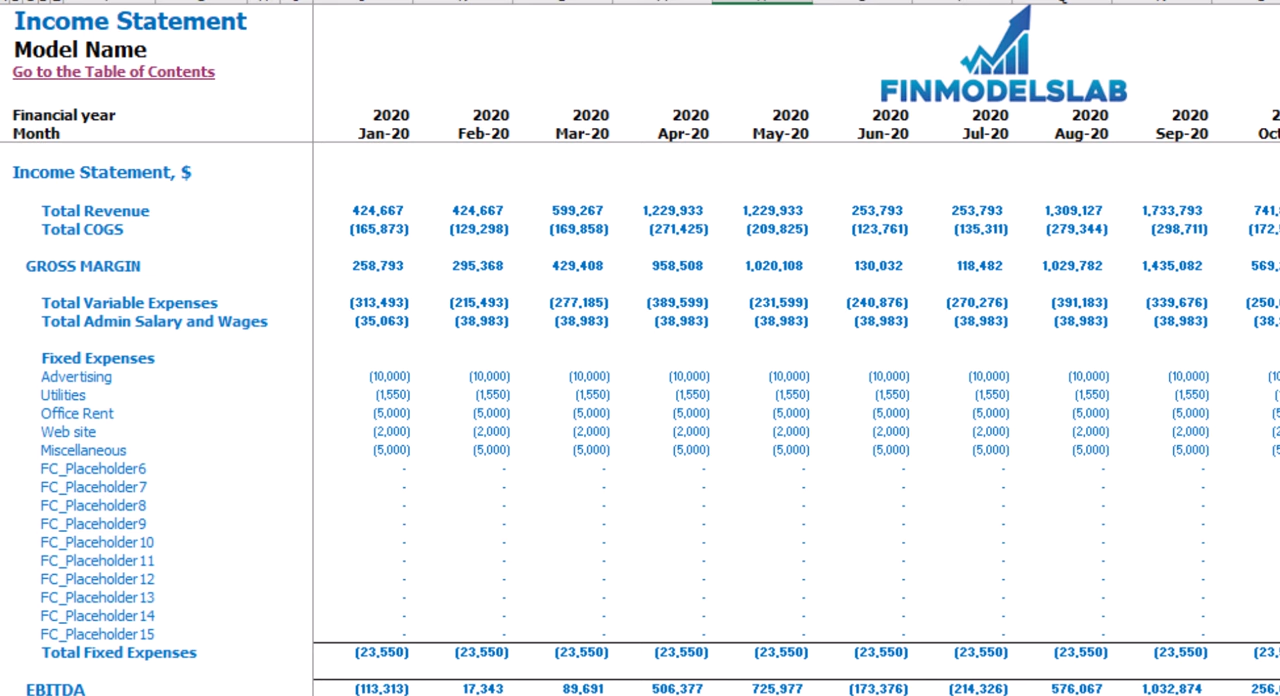 Income Statement
Model Name
Go to the Table of Contents
FINMODELSLAB
Financial year 2020 2020 2020 2020 2020 2020 2020 2020 2020 2
Month Jan-20 Feb-20 Mar-20 Apr-20 May-20 Jun-20 Jul-20 Aug-20 Sep-20 Oct
Income Statement, $
Total Revenue 424,667 424,667 599,267 1,229,933 1,229,933 253,793 253,793 1,309,127 1,733,793 741,
Total COGS (165,873) (129,298) (169,858) (271,425) (209,825) (123,761) (135,311) (279,344) (298,711) (172,
GROSS MARGIN 258,793 295,368 429,408 958,508 1,020,108 130,032 118,482 1,029,782 1,435,082 569,
Total Variable Expenses (313,493) (215,493) (277,185) (389,599) (231,599) (240,876) (270,276) (391,183) (339,676) (250,
Total Admin Salary and Wages (35,063) (38,983) (38,983) (38,983) (38,983) (38,983) (38,983) (38,983) (38,983) (38,
Fixed Expenses
Advertising (10,000) (10,000) (10,000) (10,000) (10,000) (10,000) (10,000) (10,000) (10,000) (10
Utilities (1,550) (1,550) (1,550) (1,550) (1,550) (1,550) (1,550) (1,550) (1,550) (
Office Rent (5,000) (5,000) (5,000) (5,000) (5,000) (5,000) (5,000) (5,000) (5,000) (5
Web site (2,000) (2,000) (2,000) (2,000) (2,000) (2,000) (2,000) (2,000) (2,000) (2
Miscellaneous (5,000) (5,000) (5,000) (5,000) (5,000) (5,000) (5,000) (5,000) (5,000) (5
FC_Placeholder6 - - - - - - - - -
FC_Placeholder7 - - - - - - - - -
FC_Placeholder8 - - - - - - - - -
FC_Placeholder9 - - - - - - - - -
FC_Placeholder10 - - - - - - - - -
FC_Placeholder11 - - - - - - - - -
FC_Placeholder12 - - - - - - - - -
FC_Placeholder13 - - - - - - - - -
FC_Placeholder14 - - - - - - - - -
FC_Placeholder15 - - - - - - - - -
Total Fixed Expenses (23,550) (23,550) (23,550) (23,550) (23,550) (23,550) (23,550) (23,550) (23,550) (23,
EBITDA (113,313) 17,343 89,691 506,377 725,977 (173,376) (214,326) 576,067 1,032,874 256,